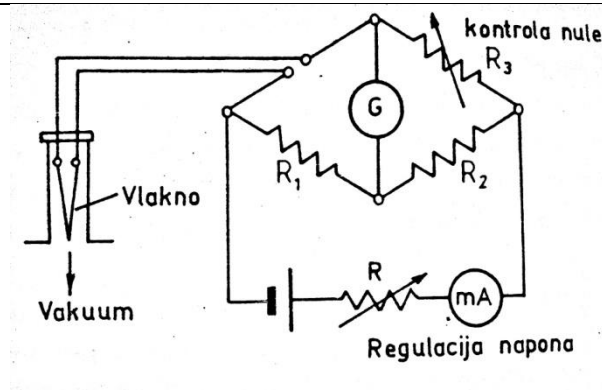 kontrola nule
R3
G
R1
R2
Vlakno
Vakuum
R
mA
Regulacija napona